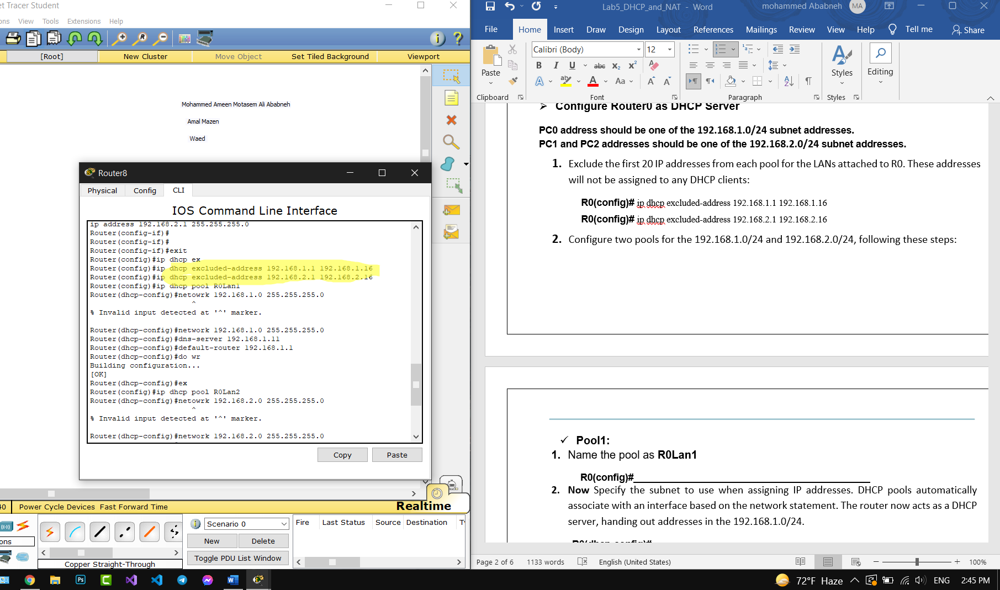 et Tracer Student
ons View Tools Extensions Help
[Root] New Cluster Move Object Set Tiled Background Viewport
Mohammed Ameen Motasem Ali Ababneh
Amal Mazen
Waed
Router8
Physical Config CLI
IOS Command Line Interface
ip address 192.168.2.1 255.255.255.0
Router(config-if)#
Router(config-if)#
Router(config-if)#exit
Router(config)#ip dhcp ex
Router(config)#ip dhcp excluded-address 192.168.1.1 192.168.1.16
Router(config)#ip dhcp excluded-address 192.168.2.1 192.168.2.16
Router(config)#ip dhcp pool R0Lan1
Router(dhcp-config)#netowrk 192.168.1.0 255.255.255.0
^
% Invalid input detected at '^' marker.
Router(dhcp-config)#network 192.168.1.0 255.255.255.0
Router(dhcp-config)#dns-server 192.168.1.11
Router(dhcp-config)#default-router 192.168.1.1
Router(dhcp-config)#do wr
Building configuration...
[OK]
Router(dhcp-config)#ex
Router(config)#ip dhcp pool R0Lan2
Router(dhcp-config)#netowrk 192.168.2.0 255.255.255.0
^
% Invalid input detected at '^' marker.
Router(dhcp-config)#network 192.168.2.0 255.255.255.0
Copy Paste
40 Power Cycle Devices Fast Forward Time Realtime
Scenario 0
New Delete
Toggle PDU List Window
Fire Last Status Source Destination
ons
Copper Straight-Through
Lab5_DHCP_and_NAT - Word mohammed Ababneh MA
File Home Insert Draw Design Layout References Mailings Review View Help Tell me Share
Paste
Calibri (Body) 12
B I U abc x₂ x²
A ab A Aa A A
Styles
Editing
Clipboard Font Paragraph Styles
➢ Configure Router0 as DHCP Server
PC0 address should be one of the 192.168.1.0/24 subnet addresses.
PC1 and PC2 addresses should be one of the 192.168.2.0/24 subnet addresses.
1. Exclude the first 20 IP addresses from each pool for the LANs attached to R0. These addresses
will not be assigned to any DHCP clients:
R0(config)# ip dhcp excluded-address 192.168.1.1 192.168.1.16
R0(config)# ip dhcp excluded-address 192.168.2.1 192.168.2.16
2. Configure two pools for the 192.168.1.0/24 and 192.168.2.0/24, following these steps:
✓ Pool1:
1. Name the pool as R0Lan1
R0(config)#
2. Now Specify the subnet to use when assigning IP addresses. DHCP pools automatically
associate with an interface based on the network statement. The router now acts as a DHCP
server, handing out addresses in the 192.168.1.0/24.
R0(dhcp-config)#
Page 2 of 6 1133 words English (United States) 100%
72°F Haze ENG 2:45 PM